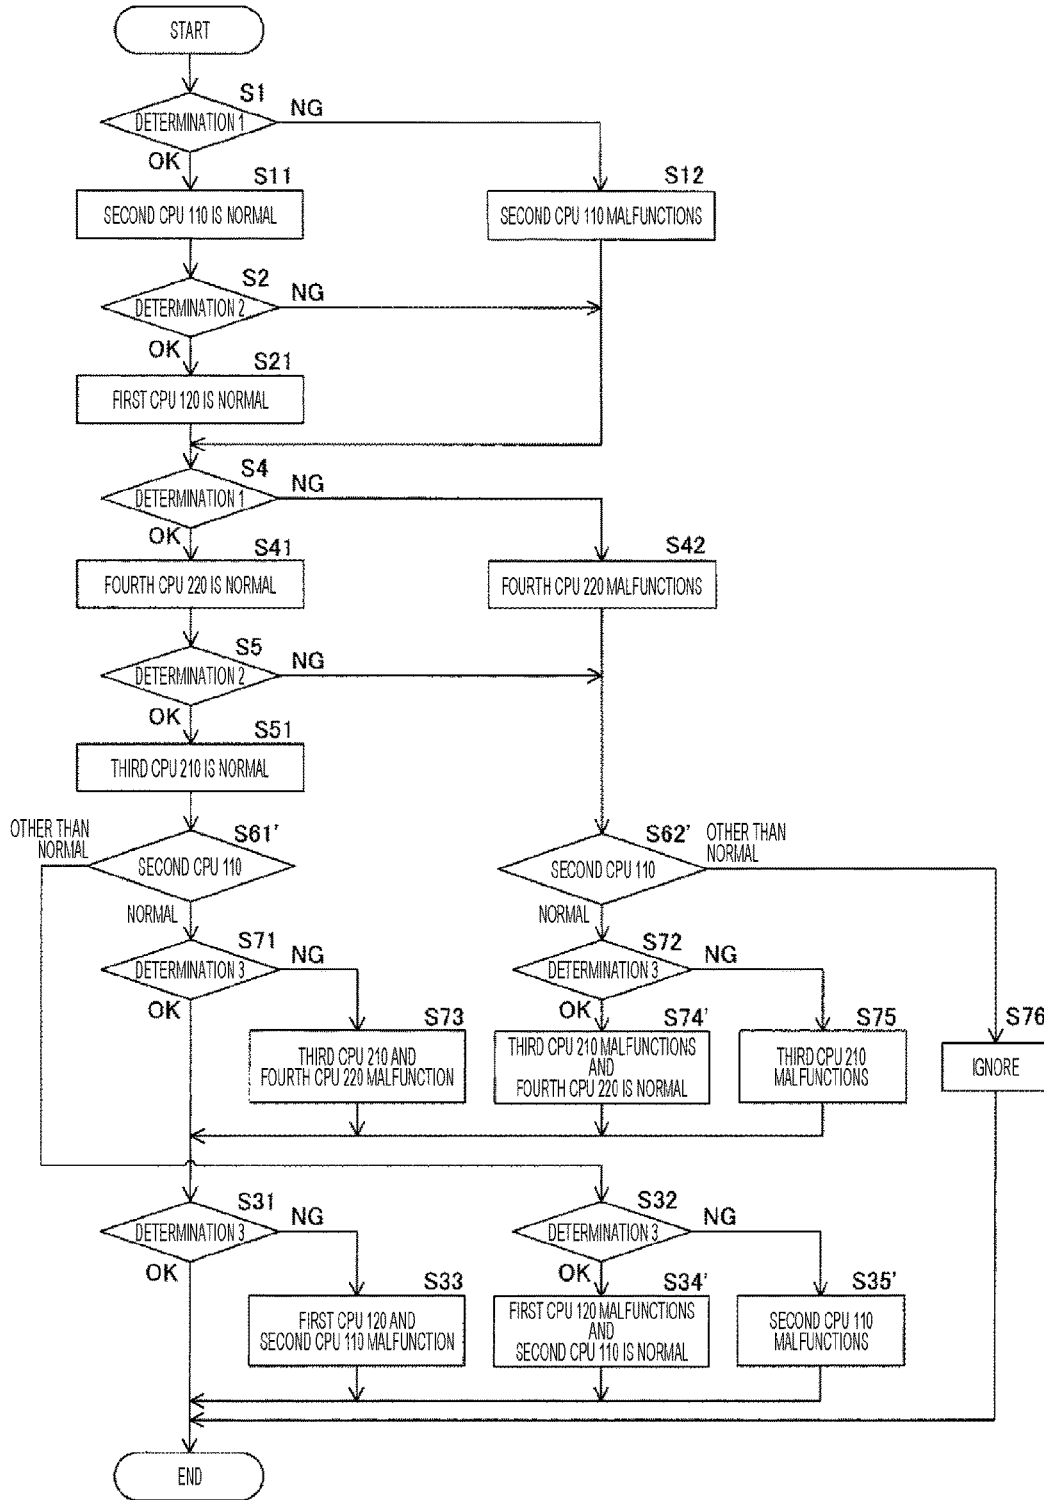 START
S1
DETERMINATION 1
NG
OK
S11
SECOND CPU 110 IS NORMAL
S12
SECOND CPU 110 MALFUNCTIONS
S2
DETERMINATION 2
NG
OK
S21
FIRST CPU 120 IS NORMAL
S4
DETERMINATION 1
NG
OK
S41
FOURTH CPU 220 IS NORMAL
S42
FOURTH CPU 220 MALFUNCTIONS
S5
DETERMINATION 2
NG
OK
S51
THIRD CPU 210 IS NORMAL
OTHER THAN
NORMAL
S61'
SECOND CPU 110
NORMAL
S62'
SECOND CPU 110
OTHER THAN
NORMAL
NORMAL
S71
DETERMINATION 3
NG
OK
S72
DETERMINATION 3
NG
OK
S73
THIRD CPU 210 AND
FOURTH CPU 220 MALFUNCTION
S74'
THIRD CPU 210 MALFUNCTIONS
AND
FOURTH CPU 220 IS NORMAL
S75
THIRD CPU 210
MALFUNCTIONS
S76
IGNORE
S31
DETERMINATION 3
NG
OK
S32
DETERMINATION 3
NG
OK
S33
FIRST CPU 120 AND
SECOND CPU 110 MALFUNCTION
S34'
FIRST CPU 120 MALFUNCTIONS
AND
SECOND CPU 110 IS NORMAL
S35'
SECOND CPU 110
MALFUNCTIONS
END